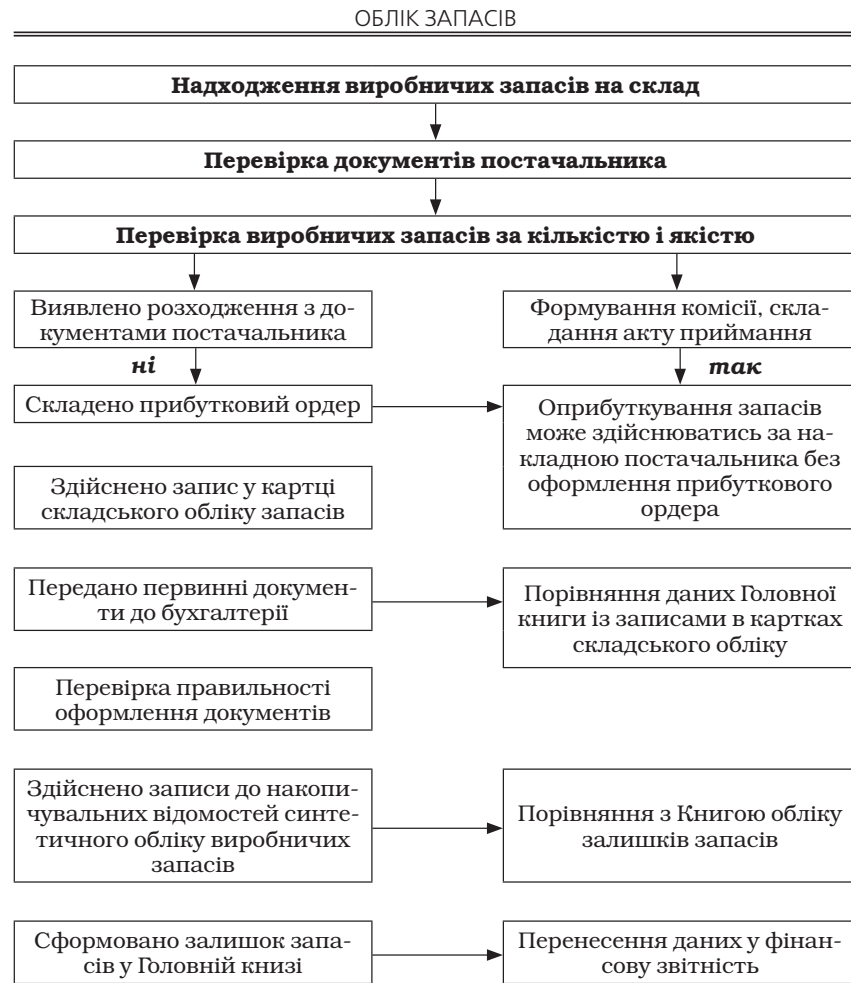 ОБЛІК ЗАПАСІВ
Надходження виробничих запасів на склад
Перевірка документів постачальника
Перевірка виробничих запасів за кількістю і якістю
Виявлено розходження з до-
кументами постачальника
Формування комісії, скла-
дання акту приймання
ні
так
Складено прибутковий ордер
Оприбуткування запасів
може здійснюватись за на-
кладною постачальника без
оформлення прибуткового
ордера
Здійснено запис у картці
складського обліку запасів
Передано первинні докумен-
ти до бухгалтерії
Порівняння даних Головної
книги із записами в картках
складського обліку
Перевірка правильності
оформлення документів
Здійснено записи до накопи-
чувальних відомостей синте-
тичного обліку виробничих
запасів
Порівняння з Книгою обліку
залишків запасів
Сформовано залишок запа-
сів у Головній книзі
Перенесення даних у фінан-
сову звітність